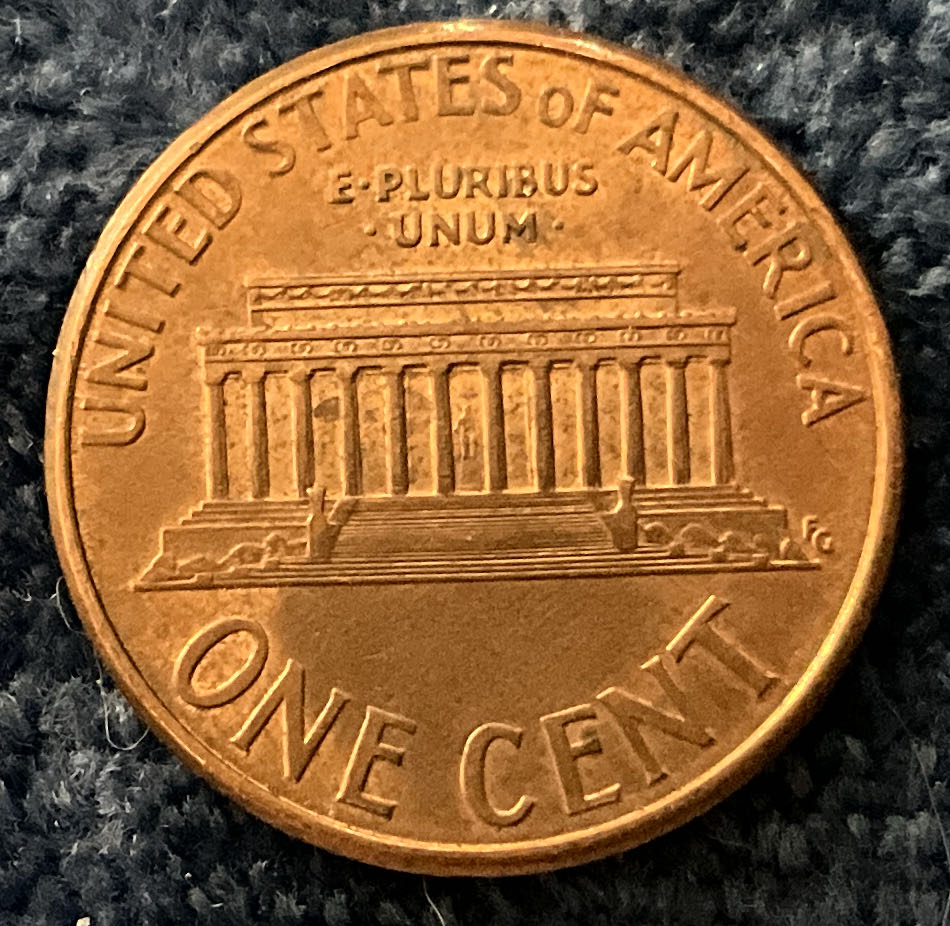 UNITED STATES OF AMERICA
E·PLURIBUS
·UNUM·
FG
ONE CENT